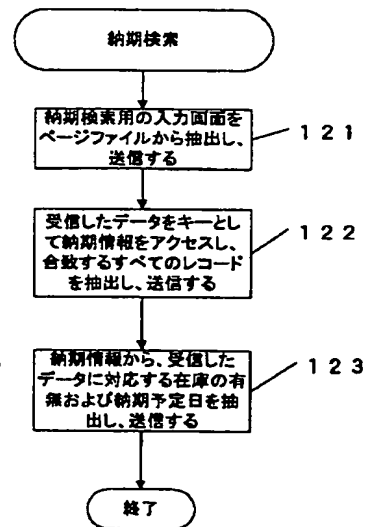 納期検索
納期検索用の入力画面を
ページファイルから抽出し、
送信する
121
受信したデータをキーとし
て納期情報をアクセスし、
合致するすべてのレコード
を抽出し、送信する
122
納期情報から、受信した
データに対応する在庫の有
無および納期予定日を抽
出し、送信する
123
終了